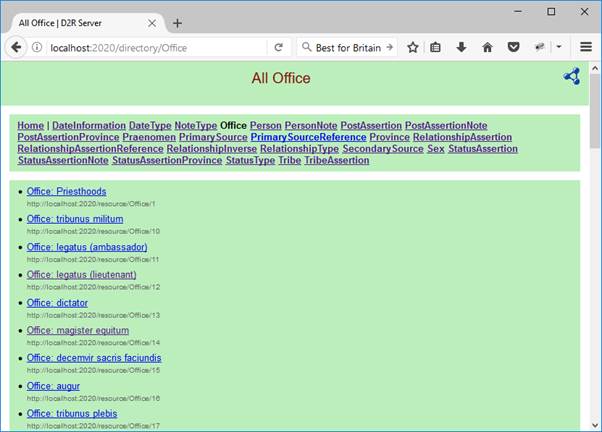 All Office | D2R Server
localhost:2020/directory/Office
Best for Britain
All Office
Home | DateInformation DateType NoteType Office Person PersonNote PostAssertion PostAssertionNote
PostAssertionProvince Praenomen PrimarySource PrimarySourceReference Province RelationshipAssertion
RelationshipAssertionReference RelationshipInverse RelationshipType SecondarySource Sex StatusAssertion
StatusAssertionNote StatusAssertionProvince StatusType Tribe TribeAssertion
Office: Priesthoods
http://localhost:2020/resource/Office/1
Office: tribunus militum
http://localhost:2020/resource/Office/10
Office: legatus (ambassador)
http://localhost:2020/resource/Office/11
Office: legatus (lieutenant)
http://localhost:2020/resource/Office/12
Office: dictator
http://localhost:2020/resource/Office/13
Office: magister equitum
http://localhost:2020/resource/Office/14
Office: decemvir sacris faciundis
http://localhost:2020/resource/Office/15
Office: augur
http://localhost:2020/resource/Office/16
Office: tribunus plebis
http://localhost:2020/resource/Office/17